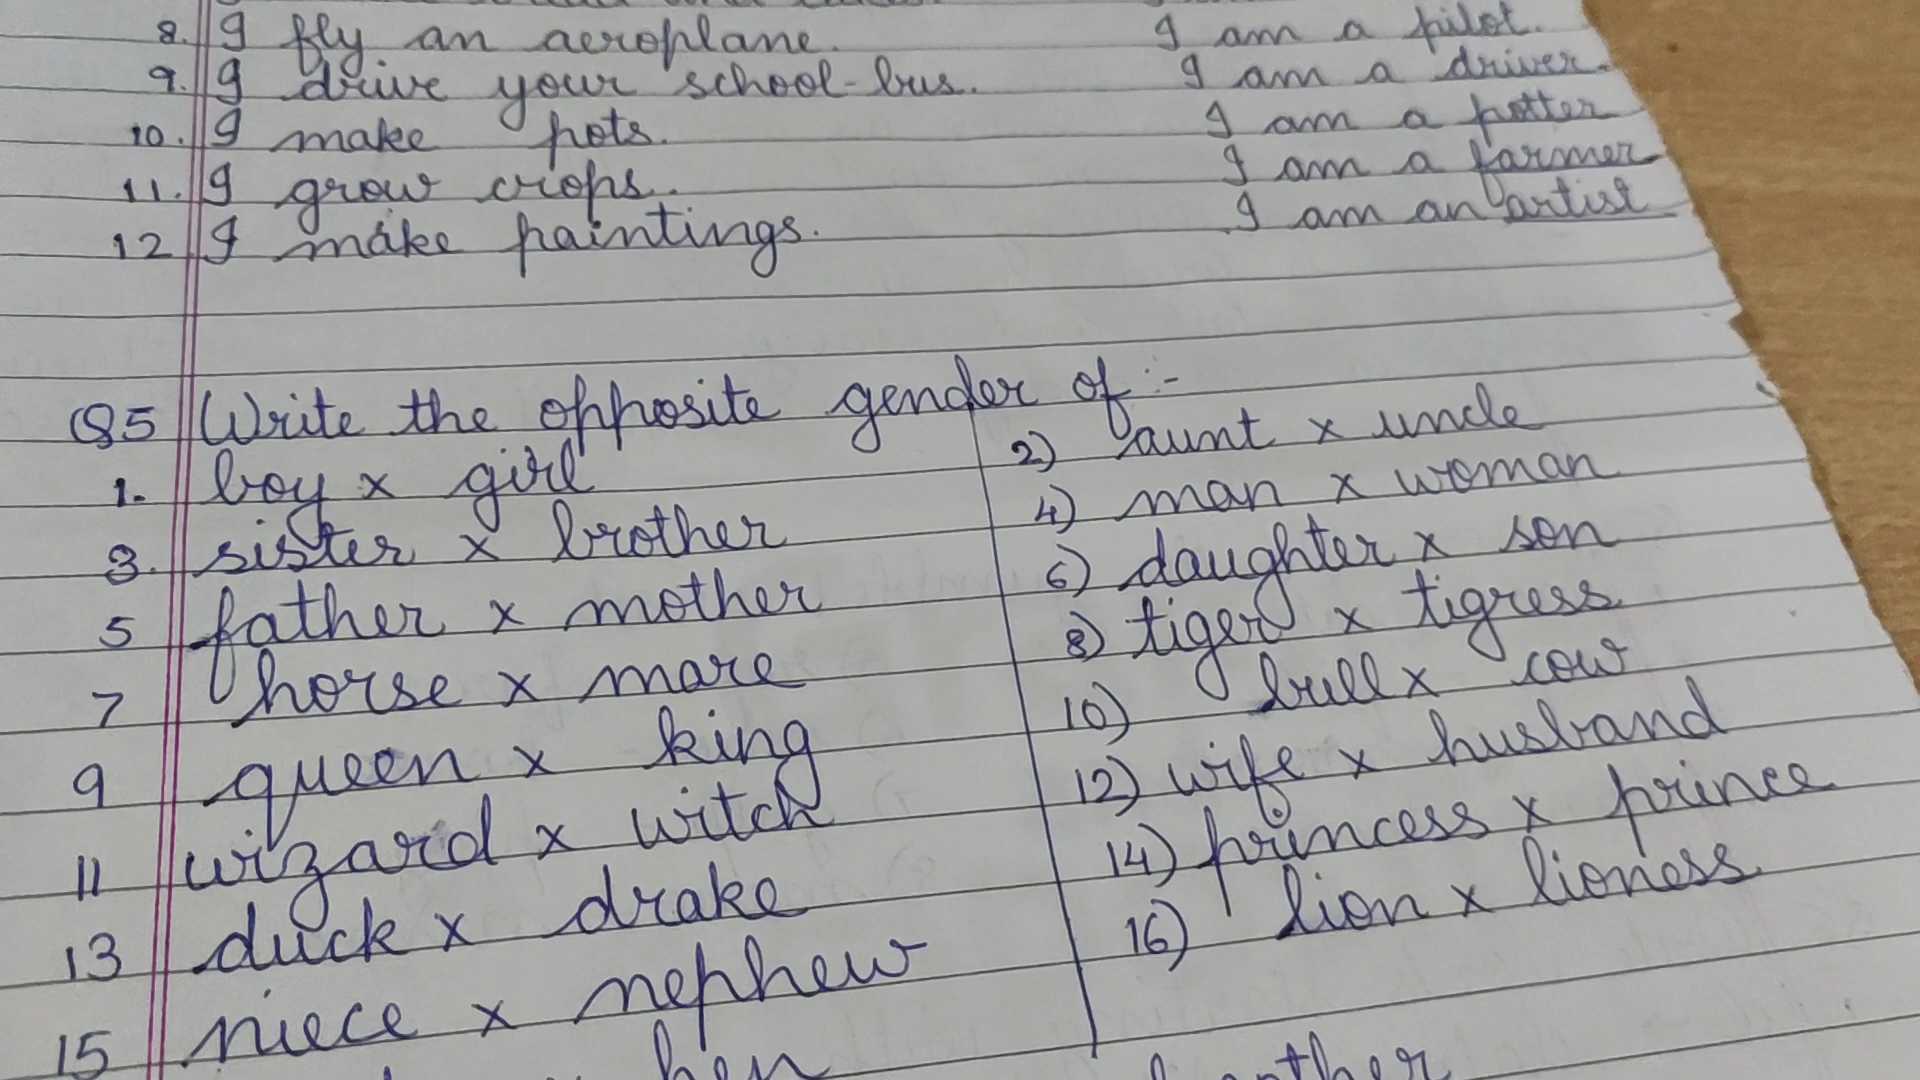 8. I fly an aeroplane. I am a pilot.
9. I drive your school-bus. I am a driver.
10. I make pots. I am a potter
11. I grow crops. I am a farmer
12 I make paintings. I am an artist
Q5 Write the opposite gender of :-
1. boy x girl
2) aunt x uncle
3. sister x brother
4) man x woman
5 father x mother
6) daughter x son
7 horse x mare
8) tiger x tigress
9 queen x king
10) bull x cow
11 wizard x witch
12) wife x husband
13 duck x drake
14) princess x prince
15 niece x nephew
16) lion x lioness
hen